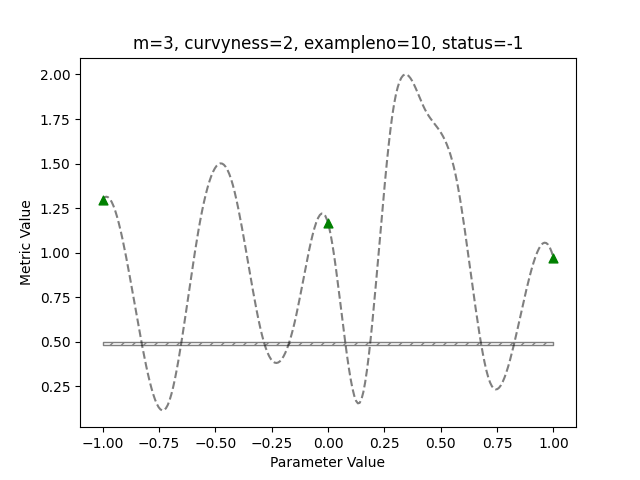 m=3, curvyness=2, exampleno=10, status=-1
2.00
1.75
1.50
1.25
1.00
0.75
0.50
0.25
Metric Value
−1.00 −0.75 −0.50 −0.25 0.00 0.25 0.50 0.75 1.00
Parameter Value